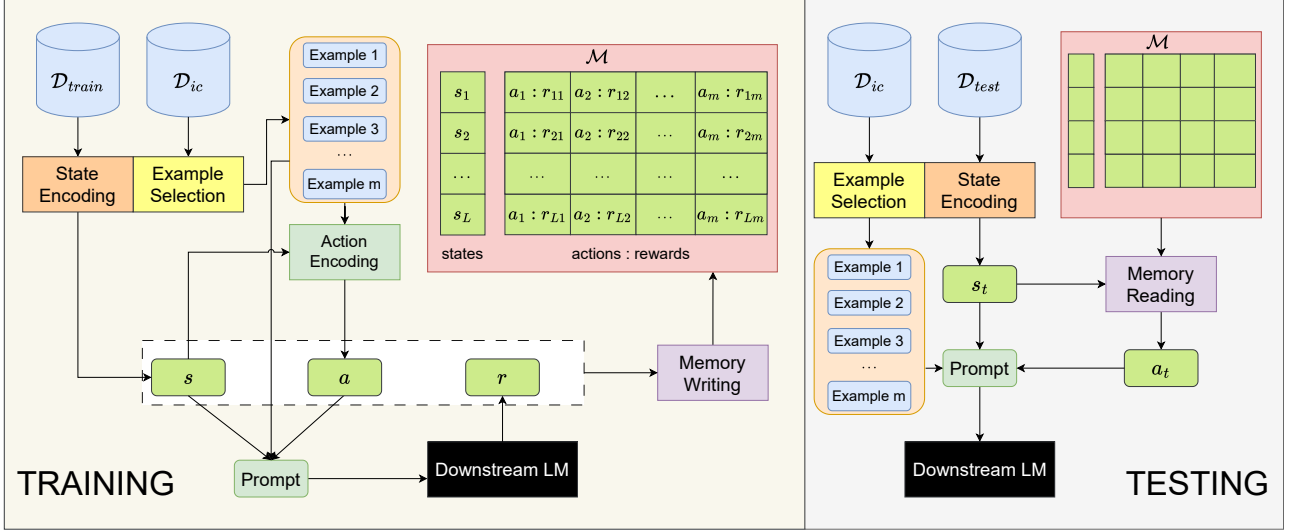 𝒟_train
𝒟_ic
State
Encoding
Example
Selection
Example 1
Example 2
Example 3
...
Example m
Action
Encoding
ℳ
s_1
s_2
...
s_L
a_1 : r_11 a_2 : r_12 ... a_m : r_1m
a_1 : r_21 a_2 : r_22 ... a_m : r_2m
... ... ... ...
a_1 : r_L1 a_2 : r_L2 ... a_m : r_Lm
states
actions : rewards
s
a
r
Memory
Writing
Prompt
Downstream LM
TRAINING
𝒟_ic
𝒟_test
ℳ
Example
Selection
State
Encoding
Example 1
Example 2
Example 3
...
Example m
s_t
Memory
Reading
Prompt
a_t
Downstream LM
TESTING